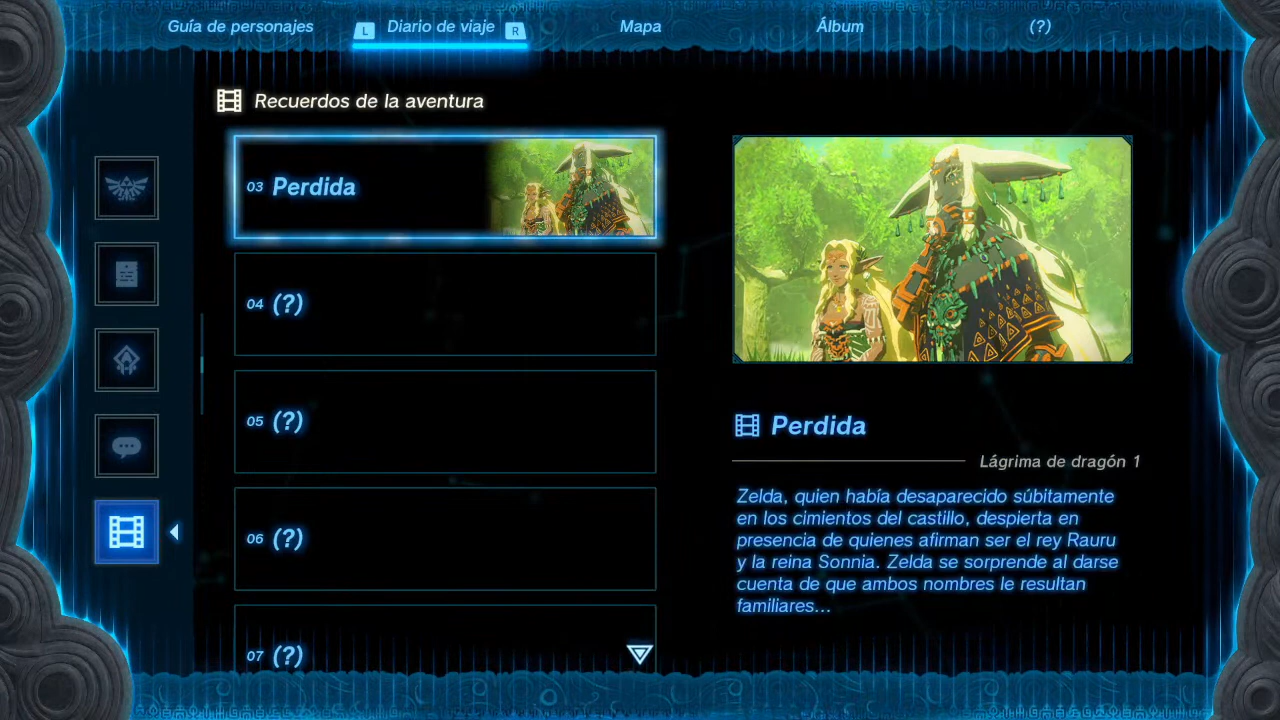 Guía de personajes
L Diario de viaje R
Mapa
Álbum
(?)
Recuerdos de la aventura
03 Perdida
04 (?)
05 (?)
06 (?)
07 (?)
Perdida
Lágrima de dragón 1
Zelda, quien había desaparecido súbitamente
en los cimientos del castillo, despierta en
presencia de quienes afirman ser el rey Rauru
y la reina Sonnia. Zelda se sorprende al darse
cuenta de que ambos nombres le resultan
familiares...